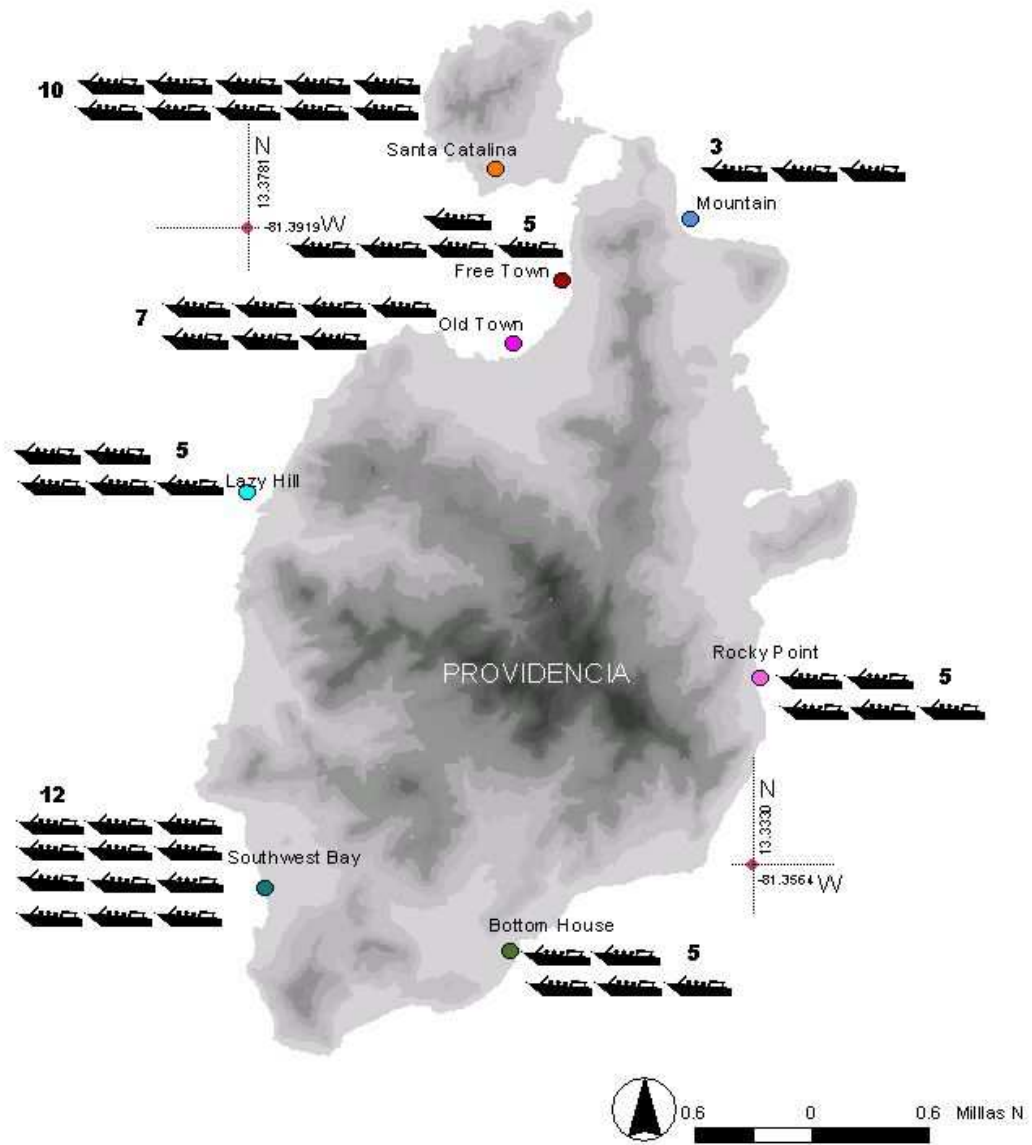 10
Santa Catalina
3
Mountain
N
13.3781
-81.3919 W
5
Free Town
7
Old Town
5
Lazy Hill
PROVIDENCIA
Rocky Point
5
12
Southwest Bay
N
13.3330
-81.3564 W
Bottom House
5
0.6 0 0.6 Milllas N